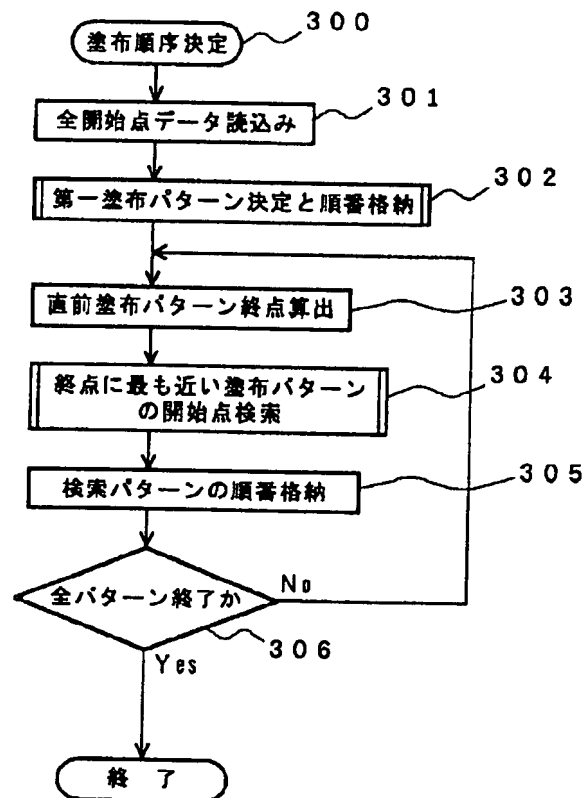 塗布順序決定
300
全開始点データ読込み
301
第一塗布パターン決定と順番格納
302
直前塗布パターン終点算出
303
終点に最も近い塗布パターン
の開始点検索
304
検索パターンの順番格納
305
全パターン終了か
No
306
Yes
終 了